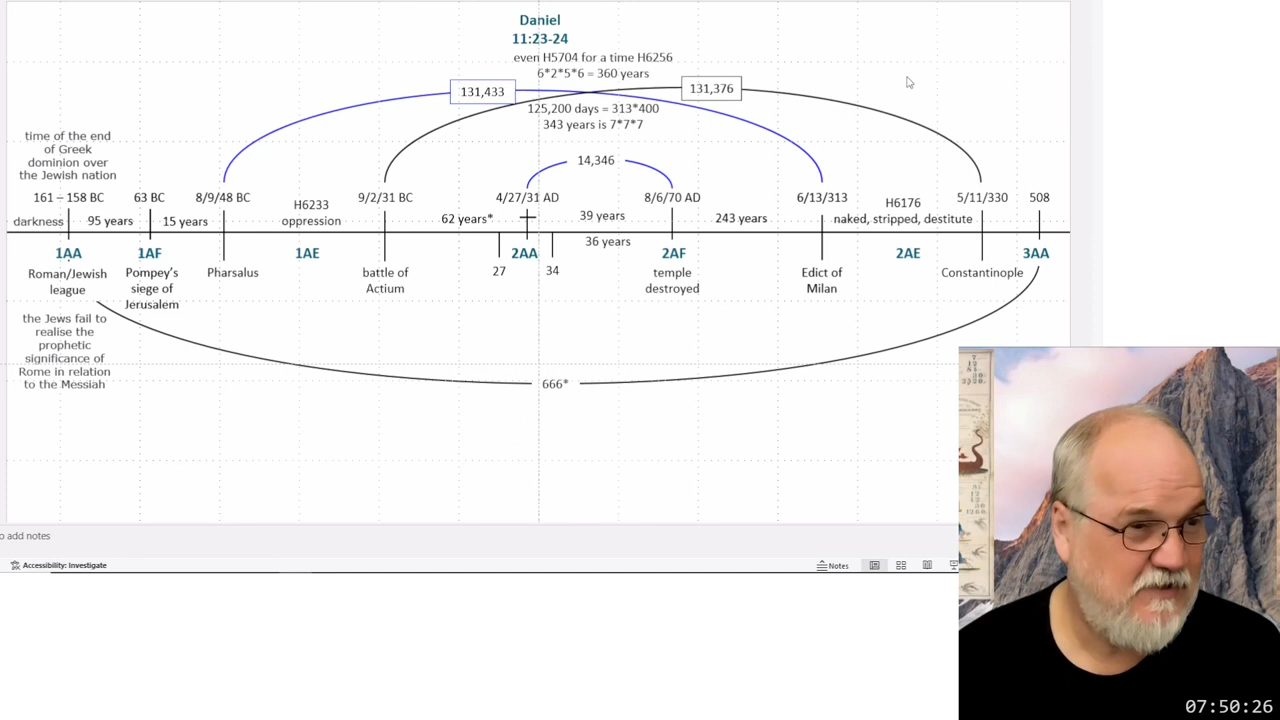 Daniel
11:23-24
even H5704 for a time H6256
6*2*5*6 = 360 years
131,433
131,376
125,200 days = 313*400
343 years is 7*7*7
14,346
time of the end
of Greek
dominion over
the Jewish nation
161 – 158 BC
63 BC
8/9/48 BC
H6233
oppression
9/2/31 BC
4/27/31 AD
8/6/70 AD
6/13/313
H6176
naked, stripped, destitute
5/11/330
508
darkness
95 years
15 years
62 years*
39 years
243 years
36 years
1AA
1AF
1AE
2AA
2AF
2AE
3AA
Roman/Jewish
league
Pompey's
siege of
Jerusalem
Pharsalus
battle of
Actium
27
34
temple
destroyed
Edict of
Milan
Constantinople
the Jews fail to
realise the
prophetic
significance of
Rome in relation
to the Messiah
666*
o add notes
Accessibility: Investigate
Notes
07:50:26